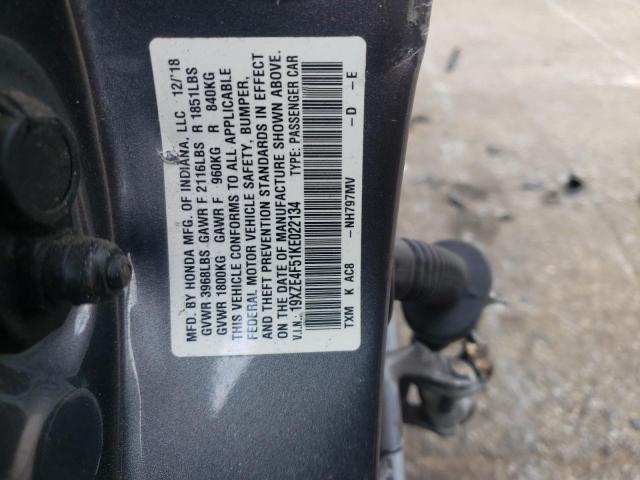 MFD. BY HONDA MFG. OF INDIANA, LLC 12/'18
GVWR 3968LBS GAWR F 2116LBS R 1851LBS
GVWR 1800KG GAWR F 960KG R 840KG
THIS VEHICLE CONFORMS TO ALL APPLICABLE
FEDERAL MOTOR VEHICLE SAFETY, BUMPER,
AND THEFT PREVENTION STANDARDS IN EFFECT
ON THE DATE OF MANUFACTURE SHOWN ABOVE.
V.I.N.: 19XZE4F51KE022134 TYPE: PASSENGER CAR
TXM K AC8 -NH797MV -D -E